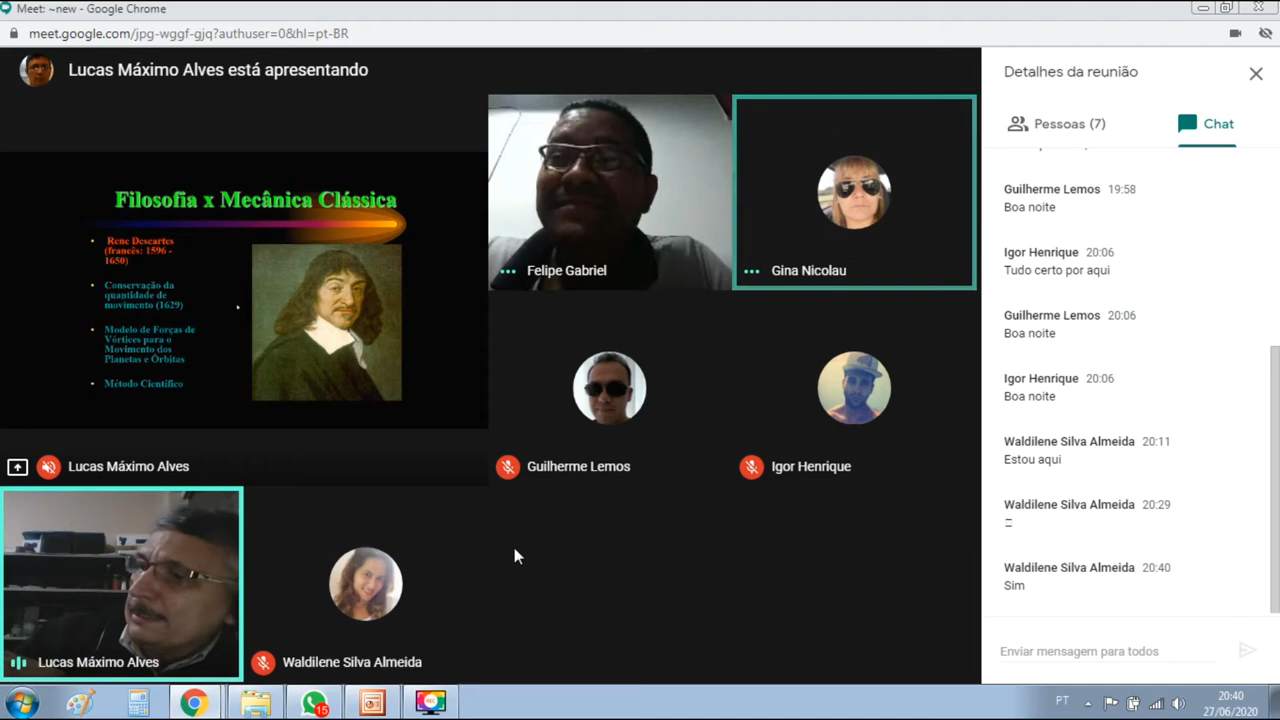 Meet: ~new - Google Chrome
meet.google.com/jpg-wggf-gjq?authuser=0&hl=pt-BR
Lucas Máximo Alves está apresentando
Filosofia x Mecânica Clássica
• Rene Descartes
(francês: 1596 -
1650)
• Conservação da
quantidade de
movimento (1629)
• Modelo de Forças de
Vórtices para o
Movimento dos
Planetas e Órbitas
• Método Científico
Lucas Máximo Alves
Felipe Gabriel
Gina Nicolau
Guilherme Lemos
Igor Henrique
Lucas Máximo Alves
Waldilene Silva Almeida
Detalhes da reunião
Pessoas (7)
Chat
Guilherme Lemos 19:58
Boa noite
Igor Henrique 20:06
Tudo certo por aqui
Guilherme Lemos 20:06
Boa noite
Igor Henrique 20:06
Boa noite
Waldilene Silva Almeida 20:11
Estou aqui
Waldilene Silva Almeida 20:29
Waldilene Silva Almeida 20:40
Sim
Enviar mensagem para todos
15
REC
PT
20:40
27/06/2020